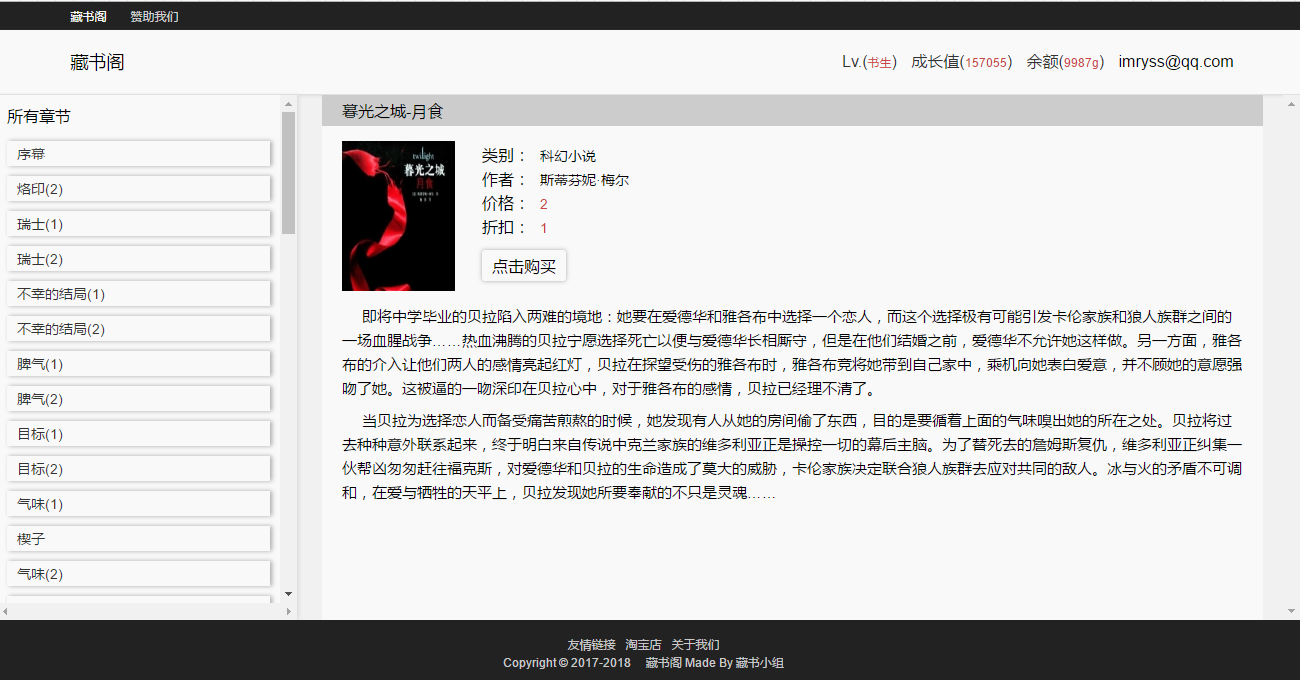 藏书阁 赞助我们
藏书阁 Lv.(书生) 成长值(157055) 余额(9987g) imryss@qq.com
所有章节
序幕
烙印(2)
瑞士(1)
瑞士(2)
不幸的结局(1)
不幸的结局(2)
脾气(1)
脾气(2)
目标(1)
目标(2)
气味(1)
楔子
气味(2)
暮光之城-月食
twilight
暮光之城
月食
类别： 科幻小说
作者： 斯蒂芬妮·梅尔
价格： 2
折扣： 1
点击购买
即将中学毕业的贝拉陷入两难的境地：她要在爱德华和雅各布中选择一个恋人，而这个选择极有可能引发卡伦家族和狼人族群之间的
一场血腥战争……热血沸腾的贝拉宁愿选择死亡以便与爱德华长相厮守，但是在他们结婚之前，爱德华不允许她这样做。另一方面，雅各
布的介入让他们两人的感情亮起红灯，贝拉在探望受伤的雅各布时，雅各布竞将她带到自己家中，乘机向她表白爱意，并不顾她的意愿强
吻了她。这被逼的一吻深印在贝拉心中，对于雅各布的感情，贝拉已经理不清了。
当贝拉为选择恋人而备受痛苦煎熬的时候，她发现有人从她的房间偷了东西，目的是要循着上面的气味嗅出她的所在之处。贝拉将过
去种种意外联系起来，终于明白来自传说中克兰家族的维多利亚正是操控一切的幕后主脑。为了替死去的詹姆斯复仇，维多利亚正纠集一
伙帮凶匆匆赶往福克斯，对爱德华和贝拉的生命造成了莫大的威胁，卡伦家族决定联合狼人族群去应对共同的敌人。冰与火的矛盾不可调
和，在爱与牺牲的天平上，贝拉发现她所要奉献的不只是灵魂……
友情链接 淘宝店 关于我们
Copyright © 2017-2018 藏书阁 Made By 藏书小组